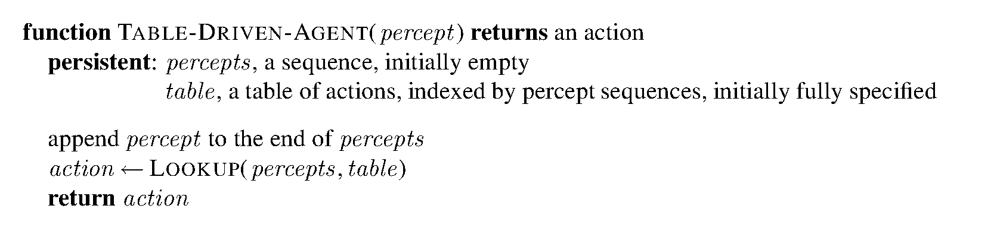 function TABLE-DRIVEN-AGENT(percept) returns an action
persistent: percepts, a sequence, initially empty
table, a table of actions, indexed by percept sequences, initially fully specified
append percept to the end of percepts
action ← LOOKUP(percepts, table)
return action